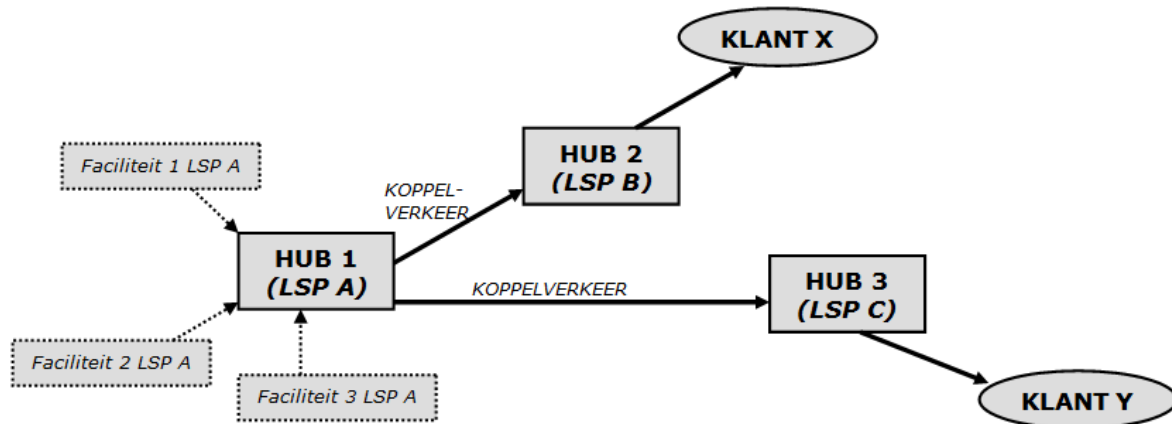 KLANT X
HUB 2
(LSP B)
Faciliteit 1 LSP A
KOPPEL-
VERKEER
HUB 1
(LSP A)
KOPPELVERKEER
HUB 3
(LSP C)
Faciliteit 2 LSP A
Faciliteit 3 LSP A
KLANT Y